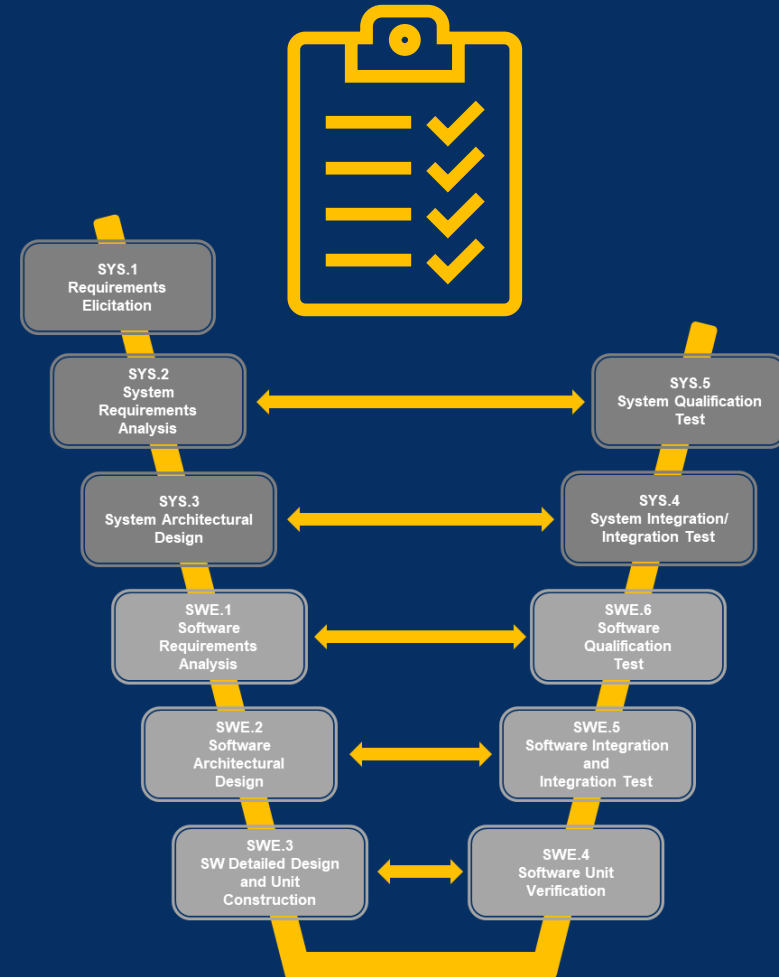 SYS.1
Requirements
Elicitation
SYS.2
System
Requirements
Analysis
SYS.5
System Qualification
Test
SYS.3
System Architectural
Design
SYS.4
System Integration/
Integration Test
SWE.1
Software
Requirements
Analysis
SWE.6
Software
Qualification
Test
SWE.2
Software
Architectural
Design
SWE.5
Software Integration
and
Integration Test
SWE.3
SW Detailed Design
and Unit
Construction
SWE.4
Software Unit
Verification